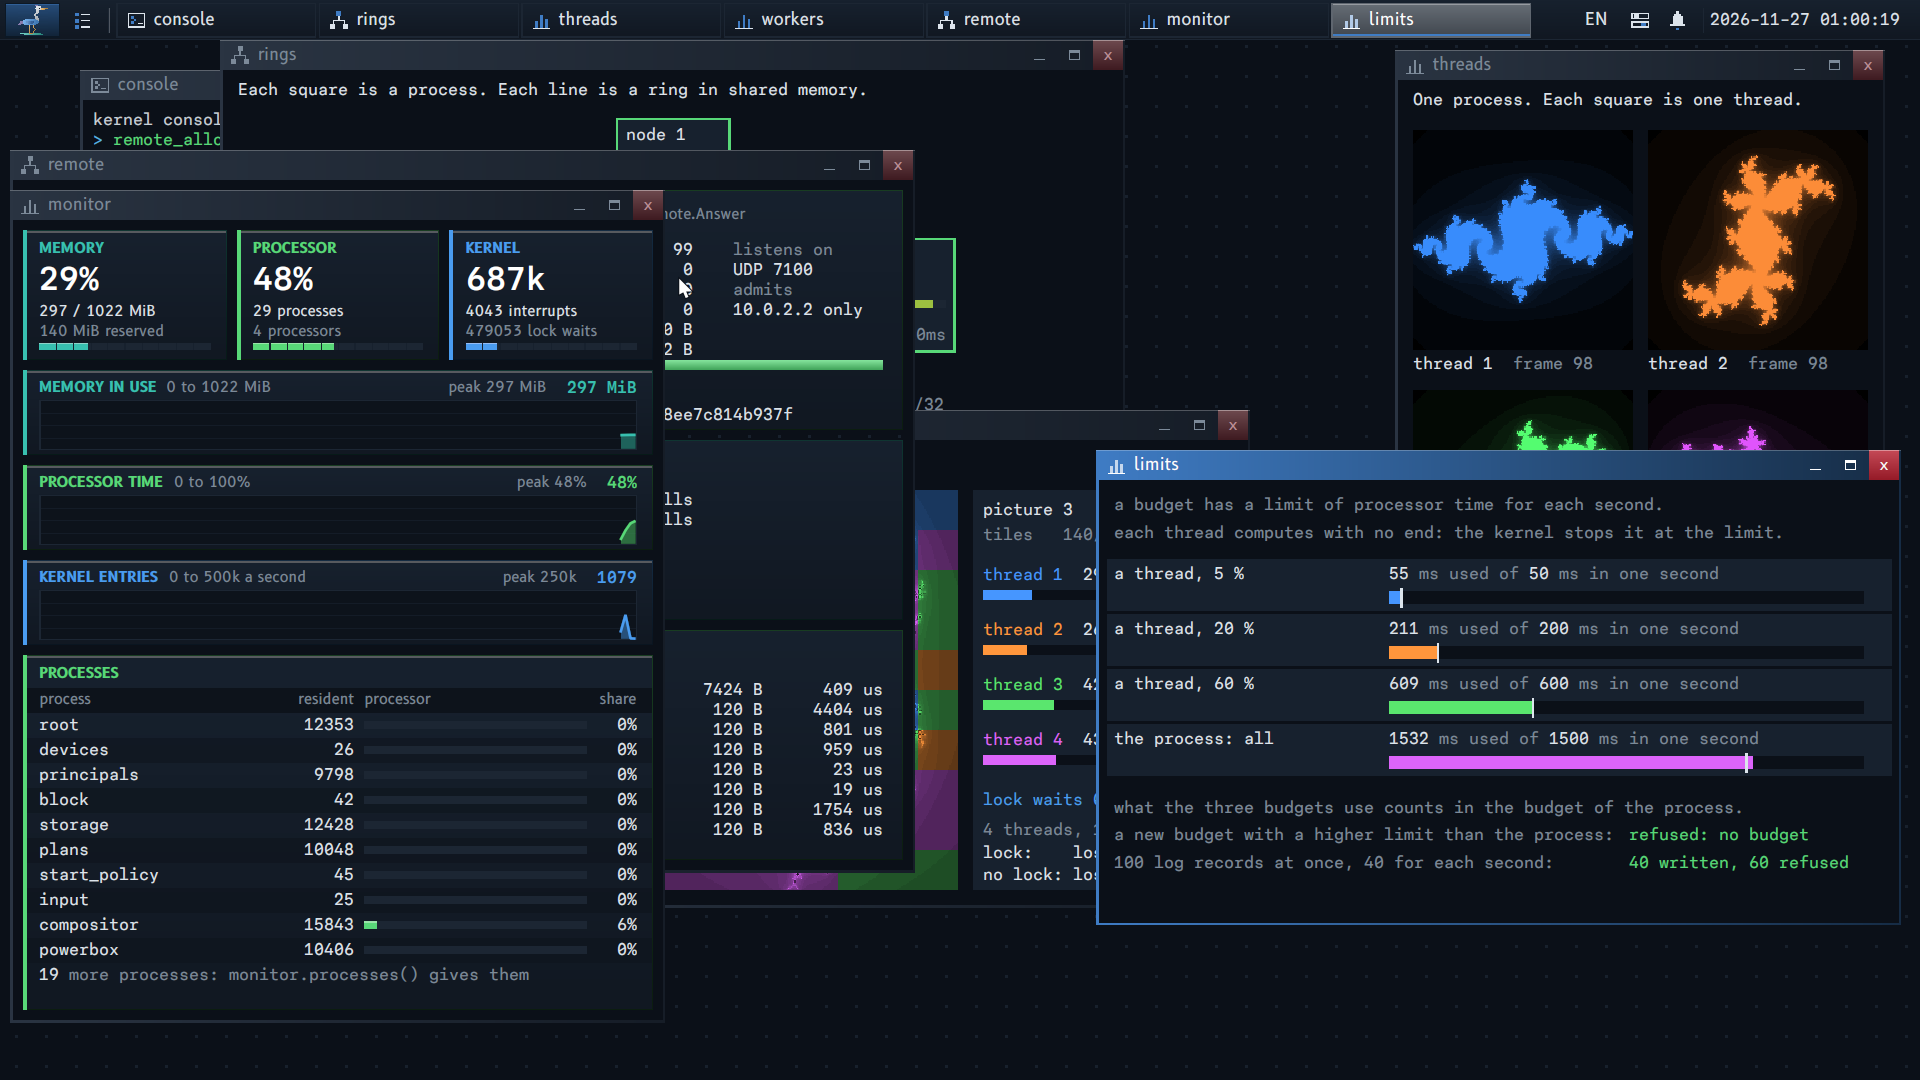 console
rings
threads
workers
remote
monitor
limits
EN
2026-11-27 01:00:19
rings
Each square is a process. Each line is a ring in shared memory.
node 1
console
kernel consol
> remote_allo
remote
ote.Answer
99 listens on
0 UDP 7100
admits
0 10.0.2.2 only
0 B
2 B
8ee7c814b937f
lls
lls
7424 B 409 us
120 B 4404 us
120 B 801 us
120 B 959 us
120 B 23 us
120 B 19 us
120 B 1754 us
120 B 836 us
0ms
/32
monitor
MEMORY
29%
297 / 1022 MiB
140 MiB reserved
PROCESSOR
48%
29 processes
4 processors
KERNEL
687k
4043 interrupts
479053 lock waits
MEMORY IN USE 0 to 1022 MiB peak 297 MiB 297 MiB
PROCESSOR TIME 0 to 100% peak 48% 48%
KERNEL ENTRIES 0 to 500k a second peak 250k 1079
PROCESSES
process resident processor share
root 12353 0%
devices 26 0%
principals 9798 0%
block 42 0%
storage 12428 0%
plans 10048 0%
start_policy 45 0%
input 25 0%
compositor 15843 6%
powerbox 10406 0%
19 more processes: monitor.processes() gives them
threads
One process. Each square is one thread.
thread 1 frame 98
thread 2 frame 98
picture 3
tiles 140
thread 1
thread 2
thread 3
thread 4
lock waits
4 threads,
lock: los
no lock: los
limits
a budget has a limit of processor time for each second.
each thread computes with no end: the kernel stops it at the limit.
a thread, 5 % 55 ms used of 50 ms in one second
a thread, 20 % 211 ms used of 200 ms in one second
a thread, 60 % 609 ms used of 600 ms in one second
the process: all 1532 ms used of 1500 ms in one second
what the three budgets use counts in the budget of the process.
a new budget with a higher limit than the process: refused: no budget
100 log records at once, 40 for each second: 40 written, 60 refused